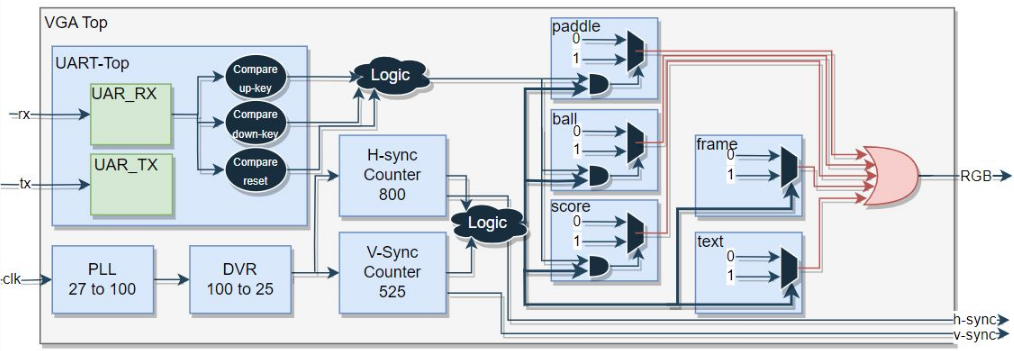 VGA Top
UART-Top
rx
UAR_RX
Compare
up-key
Compare
down-key
Compare
reset
tx
UAR_TX
Logic
H-sync
Counter
800
Logic
clk
PLL
27 to 100
DVR
100 to 25
V-Sync
Counter
525
paddle
0
1
ball
0
1
score
0
1
frame
0
1
text
0
1
RGB
h-sync
v-sync